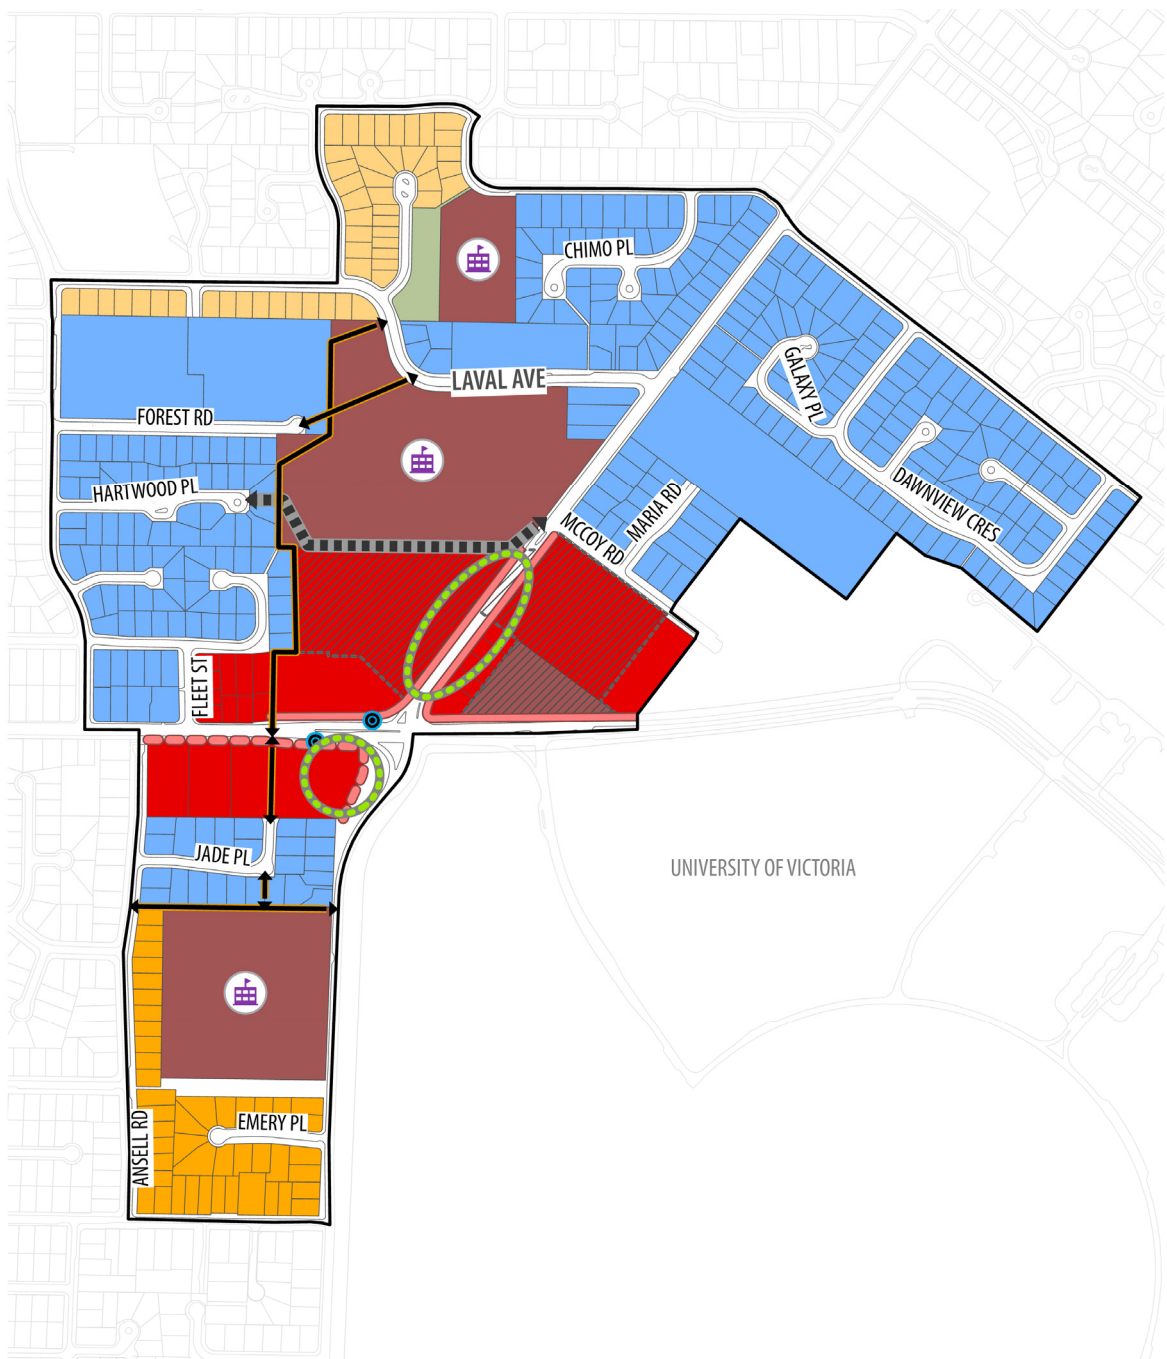 CHIMO PL
GALAXY PL
LAVAL AVE
FOREST RD
DAWNVIEW CRES
HARTWOOD PL
MARIA RD
MCCOY RD
FLEET ST
JADE PL
UNIVERSITY OF VICTORIA
ANSELL RD
EMERY PL